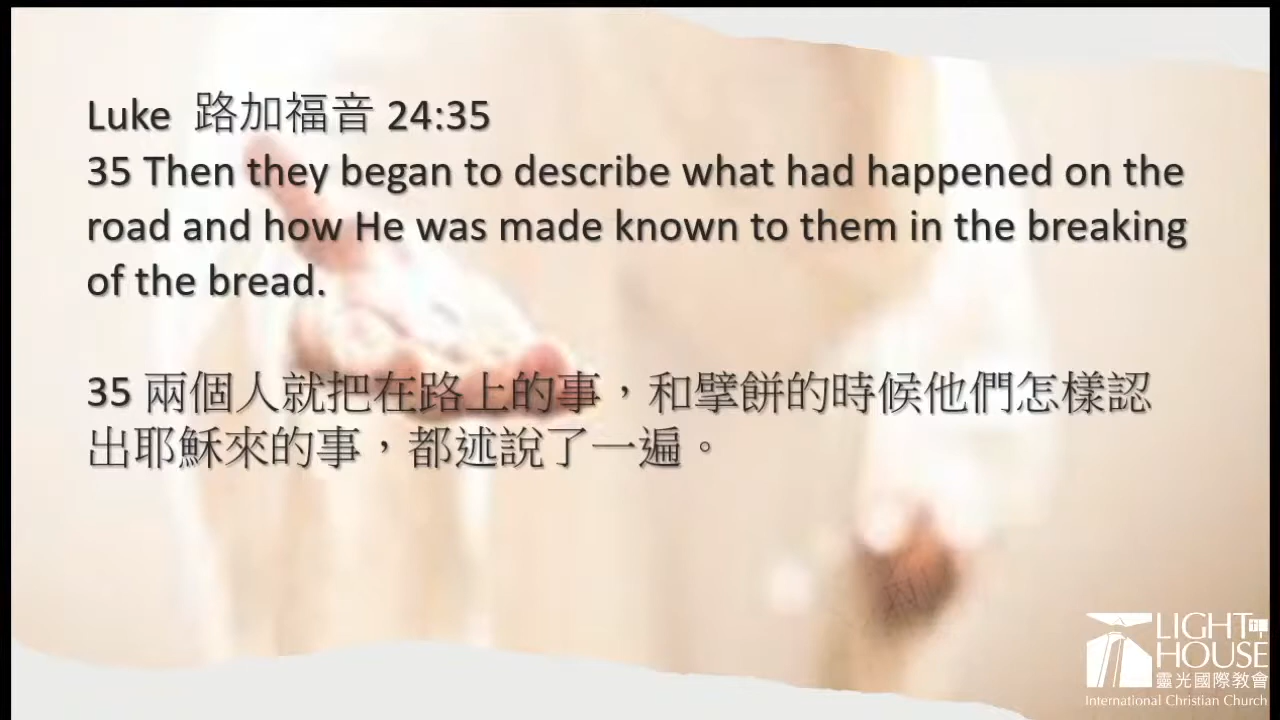 Luke 路加福音 24:35
35 Then they began to describe what had happened on the
road and how He was made known to them in the breaking
of the bread.
35 兩個人就把在路上的事，和擘餅的時候他們怎樣認
出耶穌來的事，都述說了一遍。
LIGHT
HOUSE
靈光國際教會
International Christian Church